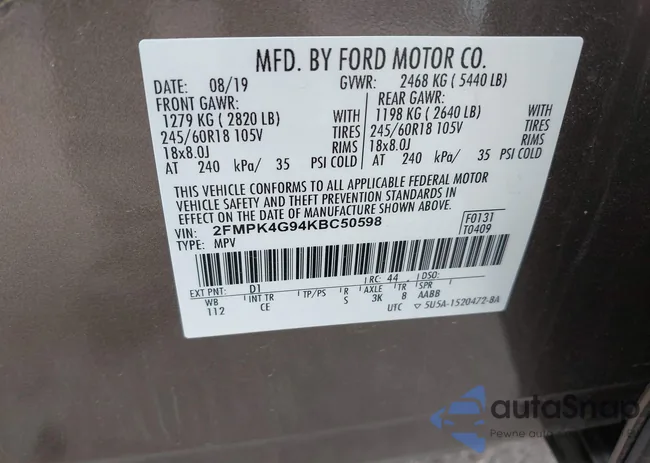 MFD. BY FORD MOTOR CO.
DATE: 08/19 GVWR: 2468 KG ( 5440 LB)
FRONT GAWR: REAR GAWR:
1279 KG ( 2820 LB) WITH 1198 KG ( 2640 LB) WITH
245/60R18 105V TIRES 245/60R18 105V TIRES
18x8.0J RIMS 18x8.0J RIMS
AT 240 kPa/ 35 PSI COLD AT 240 kPa/ 35 PSI COLD
THIS VEHICLE CONFORMS TO ALL APPLICABLE FEDERAL MOTOR
VEHICLE SAFETY AND THEFT PREVENTION STANDARDS IN
EFFECT ON THE DATE OF MANUFACTURE SHOWN ABOVE.
VIN: 2FMPK4G94KBC50598 F0131
TYPE: MPV T0409
EXT PNT: D1 RC: 44 DSO:
WB INT TR TP/PS R AXLE TR SPR
112 CE S 3K 8 AABB
UTC 5U5A-1520472-BA
autoSnap
Pewne auto